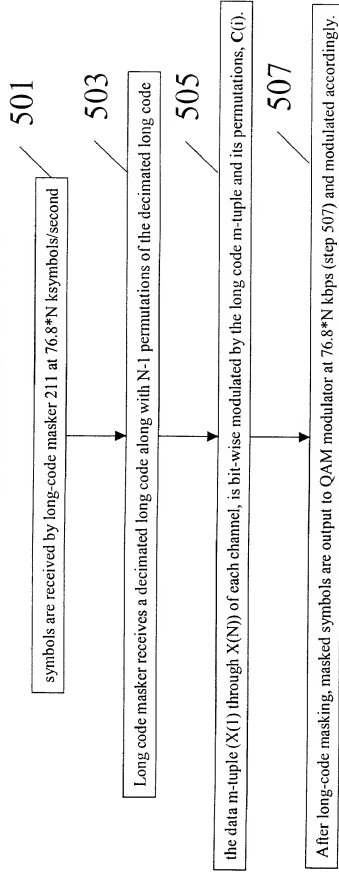 501
symbols are received by long-code masker 211 at 76.8*N ksymbols/second
503
Long code masker receives a decimated long code along with N-1 permutations of the decimated long code
505
the data m-tuple (X(1) through X(N)) of each channel, is bit-wise modulated by the long code m-tuple and its permutations, C(i).
507
After long-code masking, masked symbols are output to QAM modulator at 76.8*N kbps (step 507) and modulated accordingly.